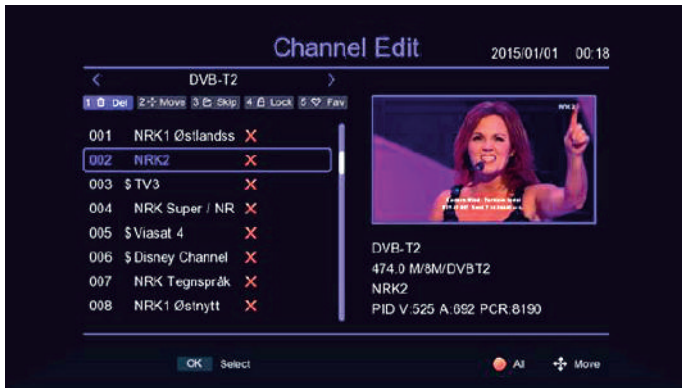 Channel Edit
2015/01/01 00:18
DVB-T2
1 Del 2 Move 3 Skip 4 Lock 5 Fav
001 NRK1 Østlandss
002 NRK2
003 $ TV3
004 NRK Super / NR
005 $ Viasat 4
006 $ Disney Channel
007 NRK Tegnspråk
008 NRK1 Østnytt
NRK2
DVB-T2
474.0 M/8M/DVBT2
NRK2
PID V:525 A:692 PCR:8190
OK Select
All
Move